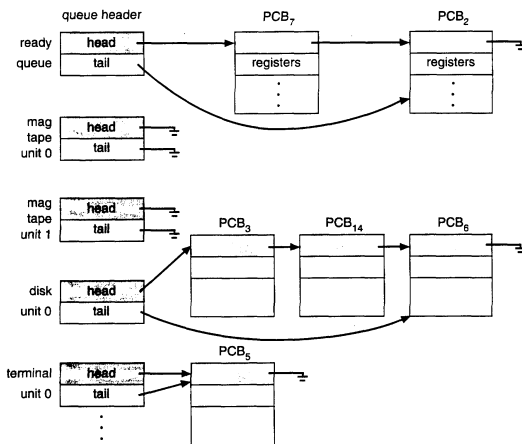 queue header PCB7 PCB2
ready head
queue tail registers registers
mag
tape head
unit 0 tail
mag
tape head
unit 1 tail PCB3 PCB14 PCB6
disk head
unit 0 tail
PCB5
terminal head
unit 0 tail